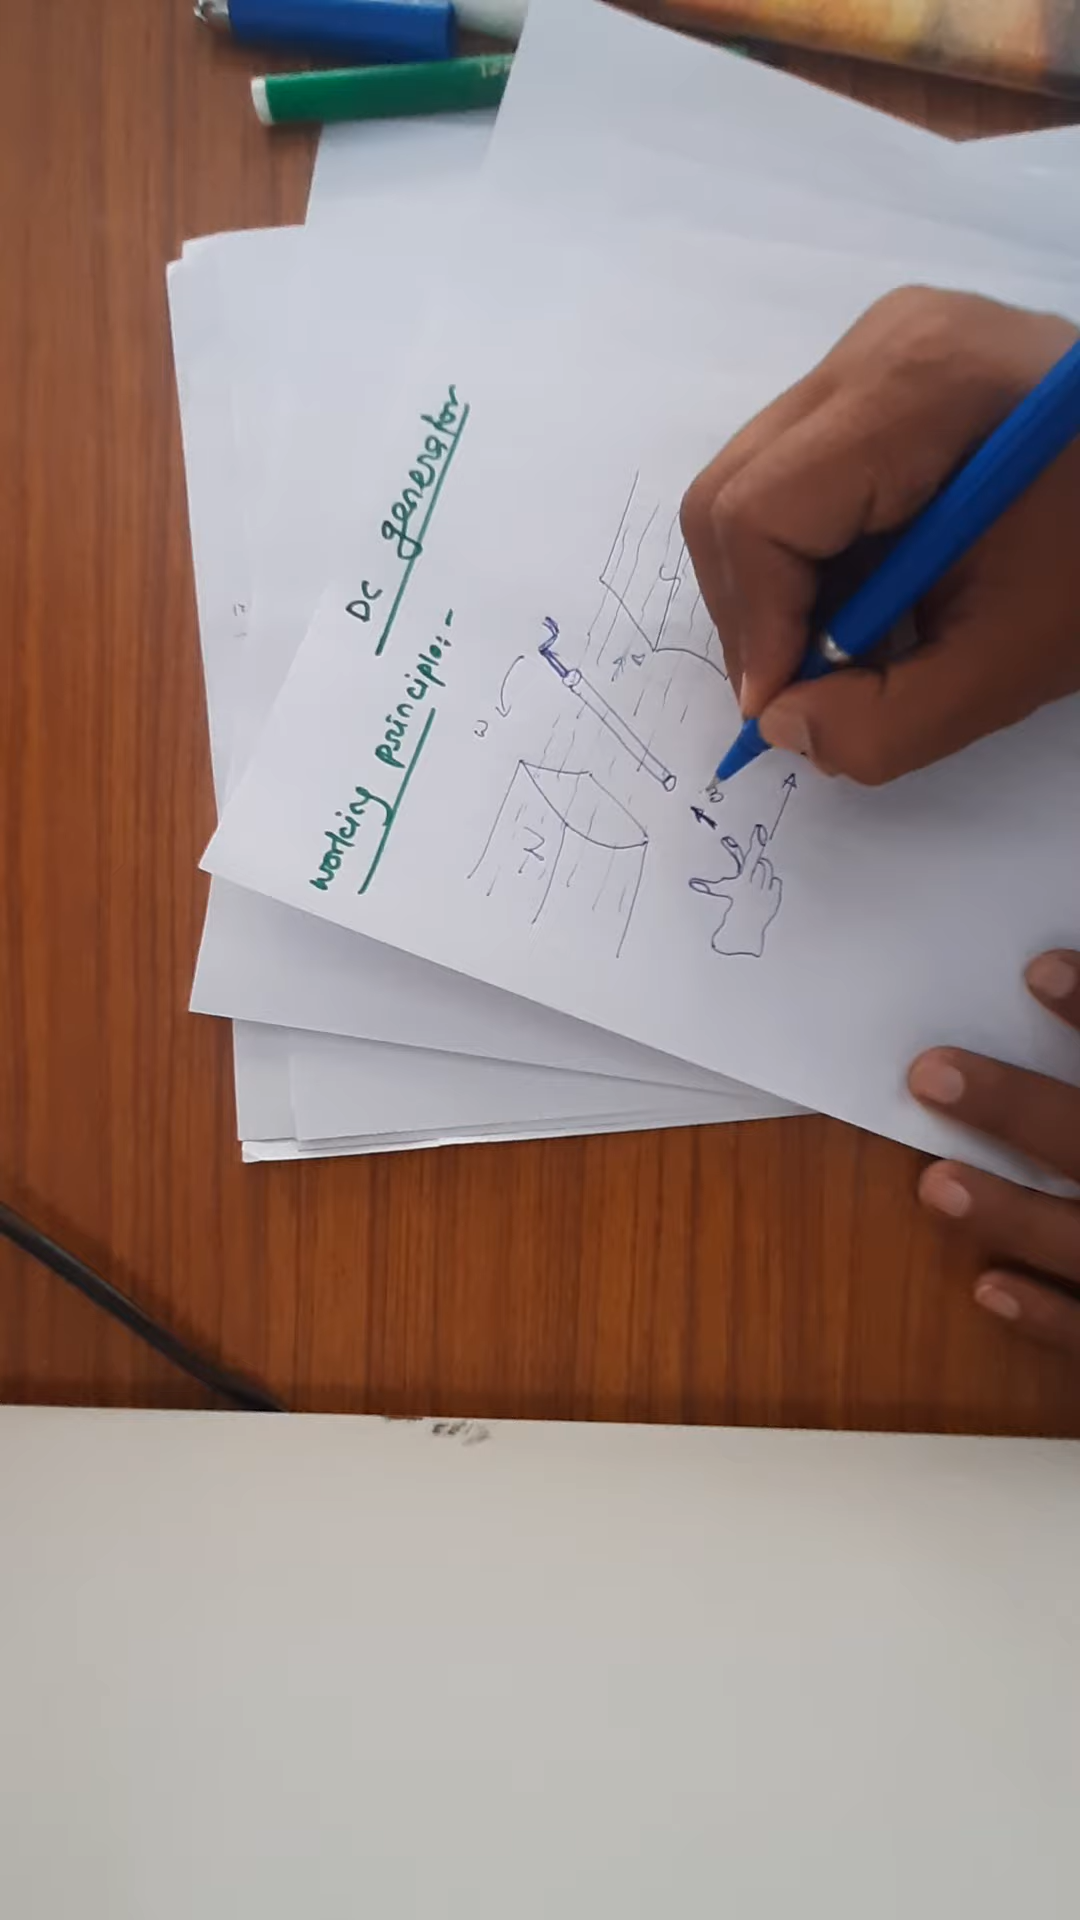 DC generator
working principle:-
ω
N
S
B